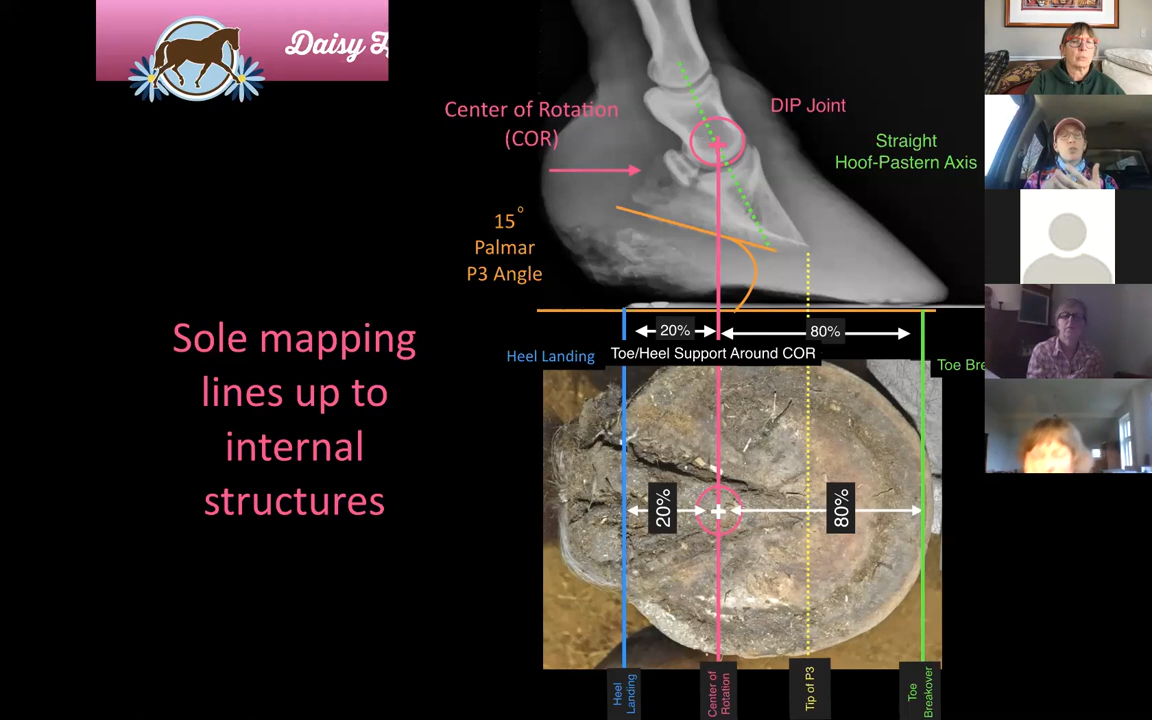 Daisy
Center of Rotation
(COR)
DIP Joint
Straight
Hoof-Pastern Axis
15°
Palmar
P3 Angle
Sole mapping
lines up to
internal
structures
20%
80%
Heel Landing
Toe/Heel Support Around COR
Toe Bre
20%
80%
Heel
Landing
Center of
Rotation
Tip of P3
Toe
Breakover